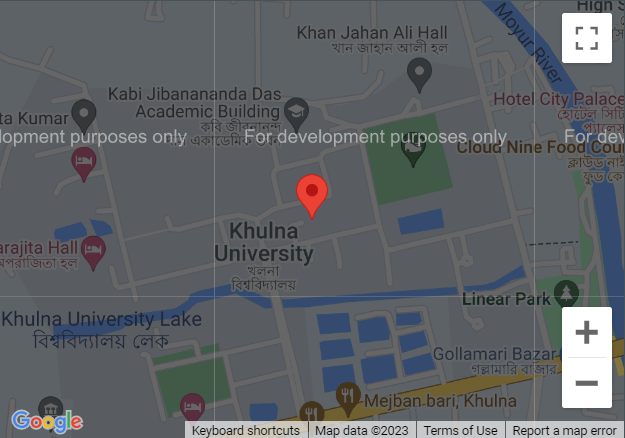 High S
Moyur River
Khan Jahan Ali Hall
খান জাহান আলী হল
Kabi Jibanananda Das
Academic Building
কবি জীবনানন্দ
একাডেমিক
ta Kumar
Hotel City Palace
হোটেল সিটি
প্যালেস
lopment purposes only
For development purposes only
For dev
Cloud Nine Food Cour
ক্লাউড নাই
ফুড কো
Khulna
University
খুলনা
বিশ্ববিদ্যালয়
arajita Hall
অপরাজিতা হল
Linear Park
Khulna University Lake
বিশ্ববিদ্যালয় লেক
Gollamari Bazar
গল্লামারি বাজার
Mejban bari, Khulna
Google
Keyboard shortcuts
Map data ©2023
Terms of Use
Report a map error